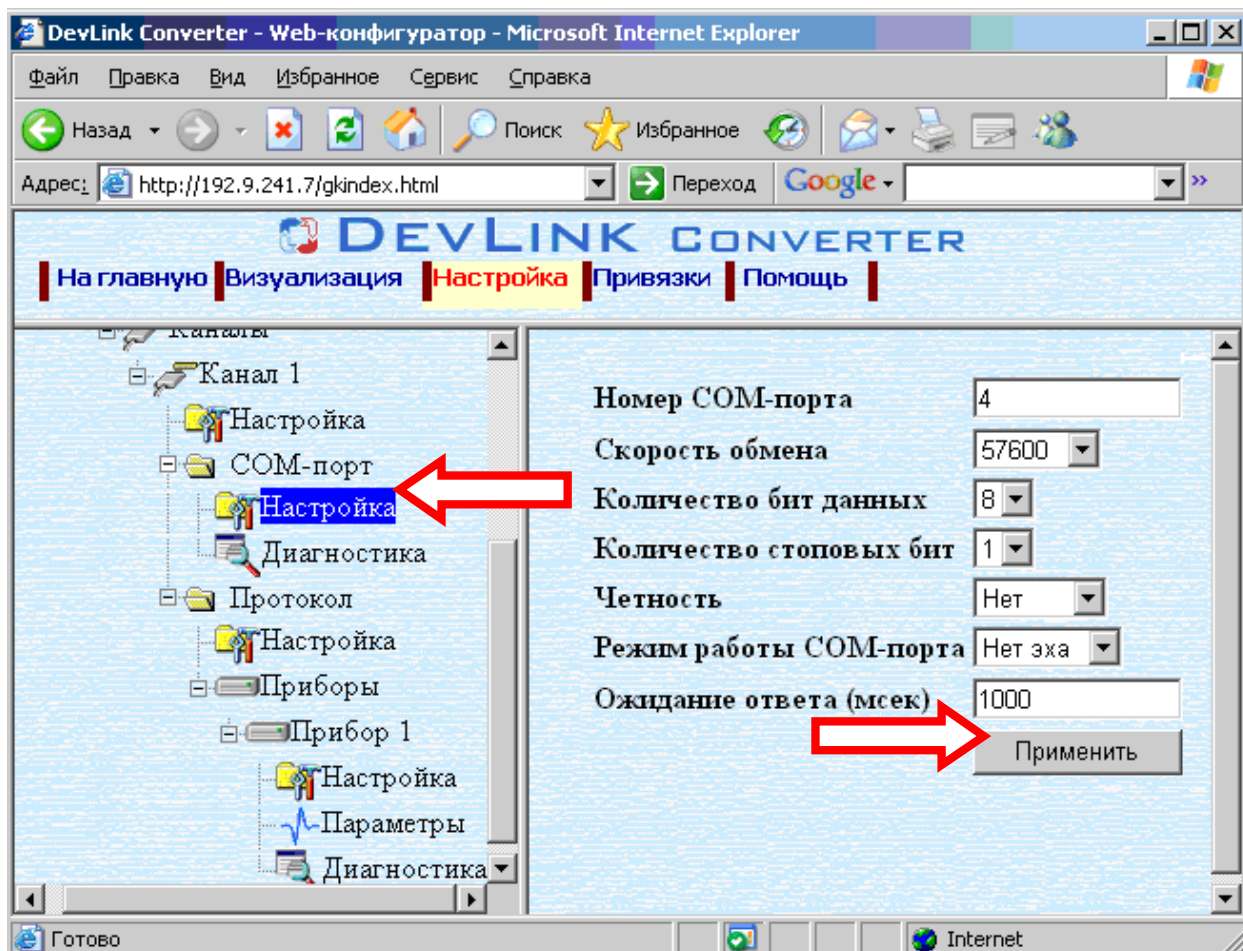 DevLink Converter - Web-конфигуратор - Microsoft Internet Explorer
Файл Правка Вид Избранное Сервис Справка
Назад Поиск Избранное
Адрес: http://192.9.241.7/gkindex.html Переход Google »
DEVLINK CONVERTER
На главную Визуализация Настройка Привязки Помощь
Каналы
Канал 1
Настройка
COM-порт
Настройка
Диагностика
Протокол
Настройка
Приборы
Прибор 1
Настройка
Параметры
Диагностика
Номер COM-порта 4
Скорость обмена 57600
Количество бит данных 8
Количество стоповых бит 1
Четность Нет
Режим работы COM-порта Нет эха
Ожидание ответа (мсек) 1000
Применить
Готово Internet